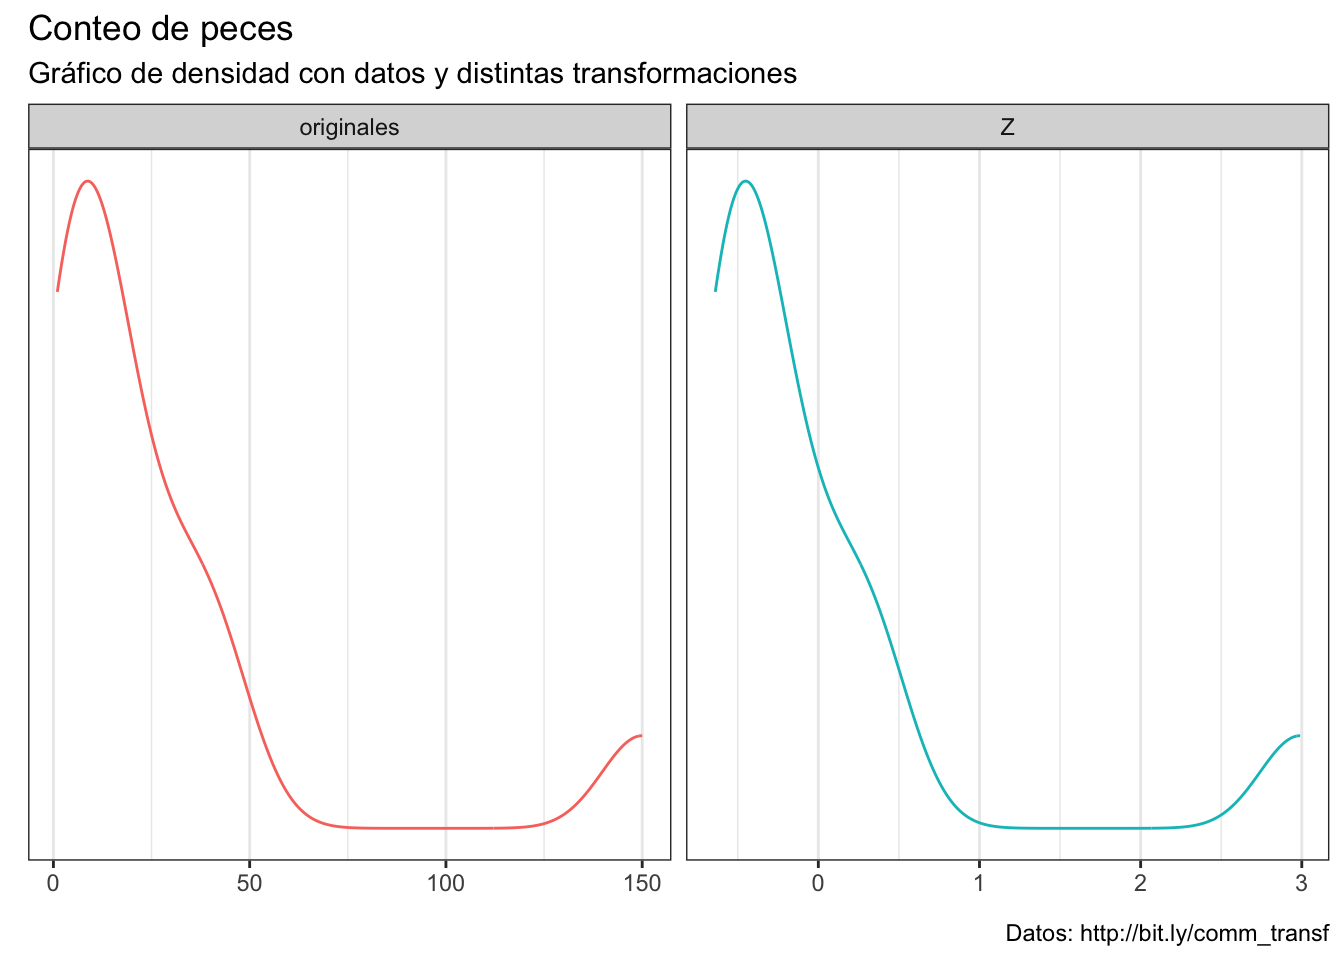 Conteo de peces
Gráfico de densidad con datos y distintas transformaciones
originales
Z
0 50 100 150
0 1 2 3
Datos: http://bit.ly/comm_transf